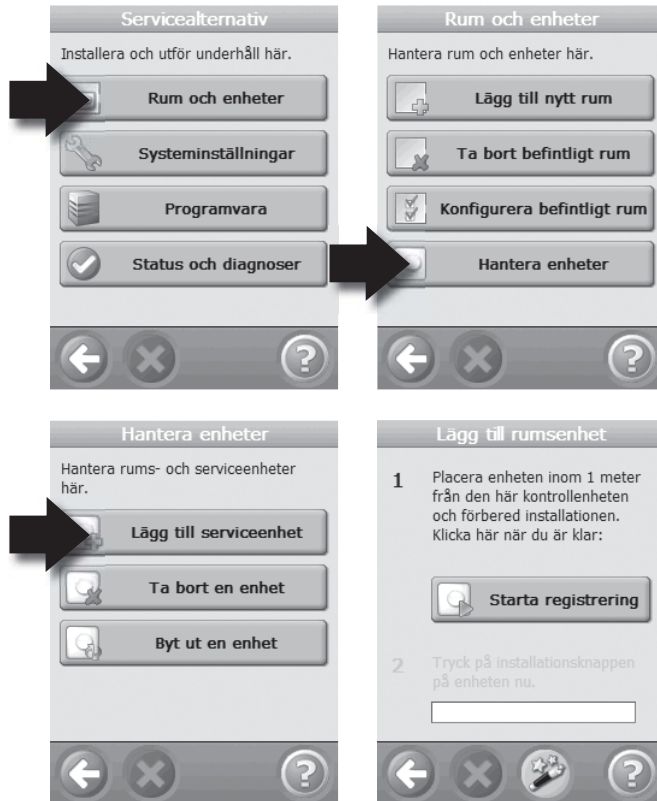 Servicealternativ
Installera och utför underhåll här.
Rum och enheter
Systeminställningar
Programvara
Status och diagnoser
?
Rum och enheter
Hantera rum och enheter här.
Lägg till nytt rum
Ta bort befintligt rum
Konfigurera befintligt rum
Hantera enheter
?
Hantera enheter
Hantera rums- och serviceenheter
här.
Lägg till serviceenhet
Ta bort en enhet
Byt ut en enhet
?
Lägg till rumsenhet
1 Placera enheten inom 1 meter
från den här kontrollenheten
och förbered installationen.
Klicka här när du är klar:
Starta registrering
2 Tryck på installationsknappen
på enheten nu.
?